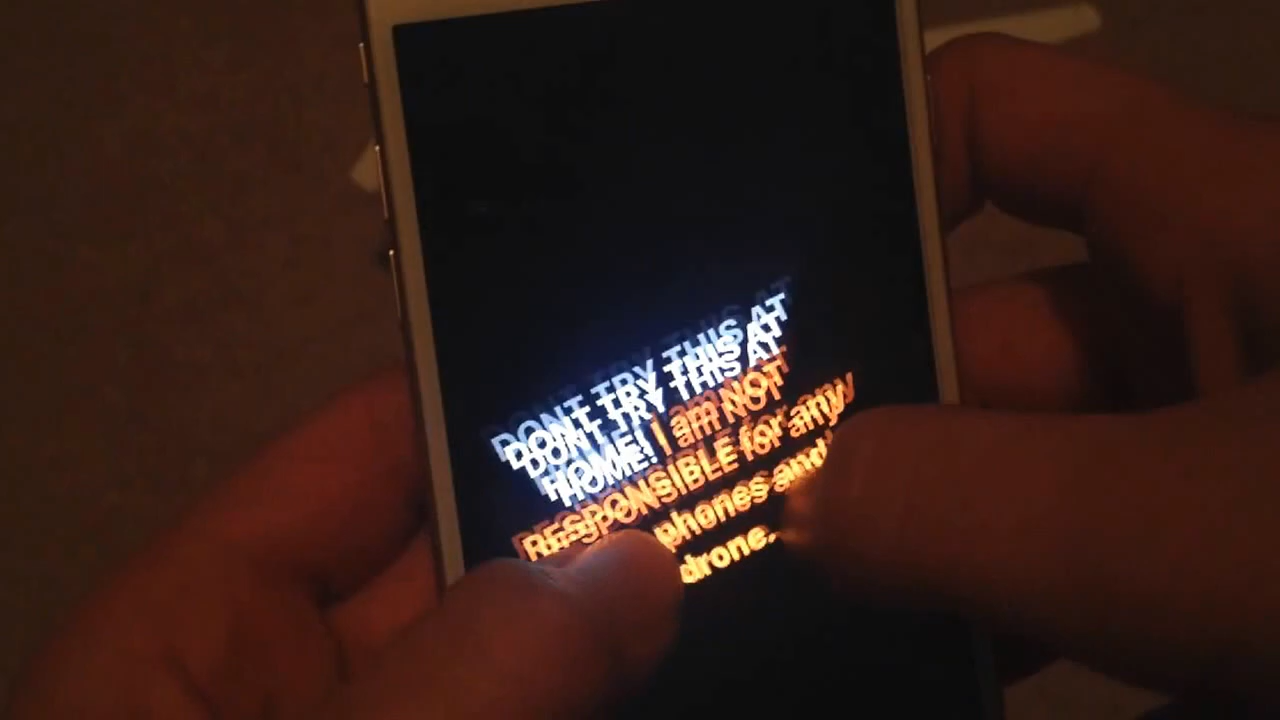 DONT TRY THIS AT
HOME! I am NOT
RESPONSIBLE for any
phones and
drone.